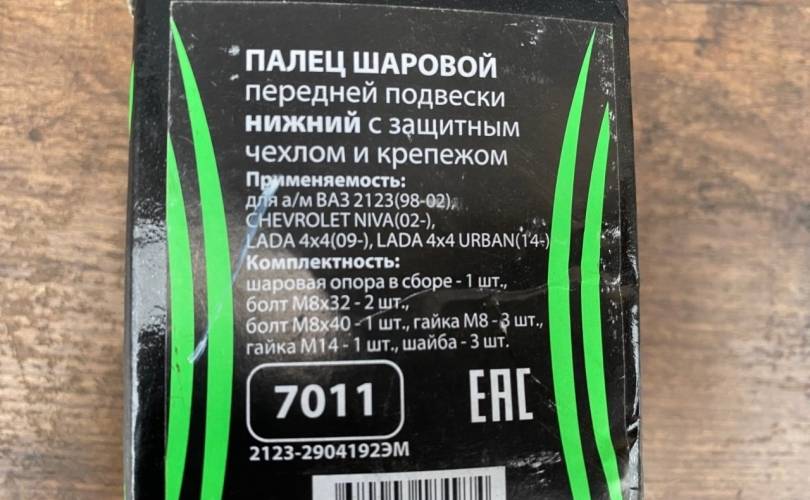 ПАЛЕЦ ШАРОВОЙ
передней подвески
нижний с защитным
чехлом и крепежом
Применяемость:
для а/м ВАЗ 2123(98-02),
CHEVROLET NIVA(02-),
LADA 4x4(09-), LADA 4x4 URBAN(14-)
Комплектность:
шаровая опора в сборе - 1 шт.,
болт М8х32 - 2 шт.,
болт М8х40 - 1 шт., гайка М8 - 3 шт.,
гайка М14 - 1 шт., шайба - 3 шт.
7011
ЕАС
2123-2904192ЭМ